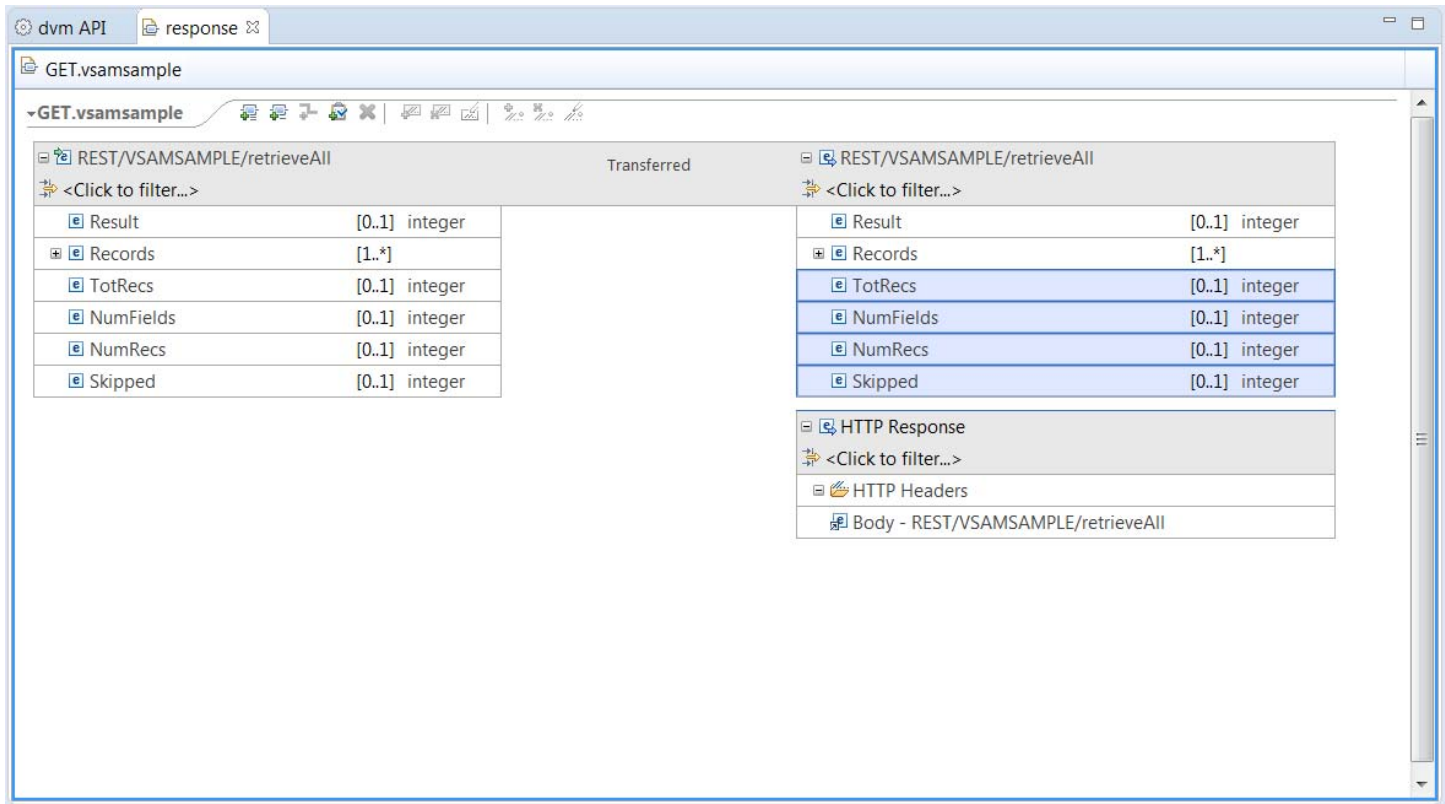 dvm API response
GET.vsamsample
GET.vsamsample
REST/VSAMSAMPLE/retrieveAll Transferred REST/VSAMSAMPLE/retrieveAll
<Click to filter...> <Click to filter...>
Result [0..1] integer Result [0..1] integer
Records [1..*] Records [1..*]
TotRecs [0..1] integer TotRecs [0..1] integer
NumFields [0..1] integer NumFields [0..1] integer
NumRecs [0..1] integer NumRecs [0..1] integer
Skipped [0..1] integer Skipped [0..1] integer
HTTP Response
<Click to filter...>
HTTP Headers
Body - REST/VSAMSAMPLE/retrieveAll